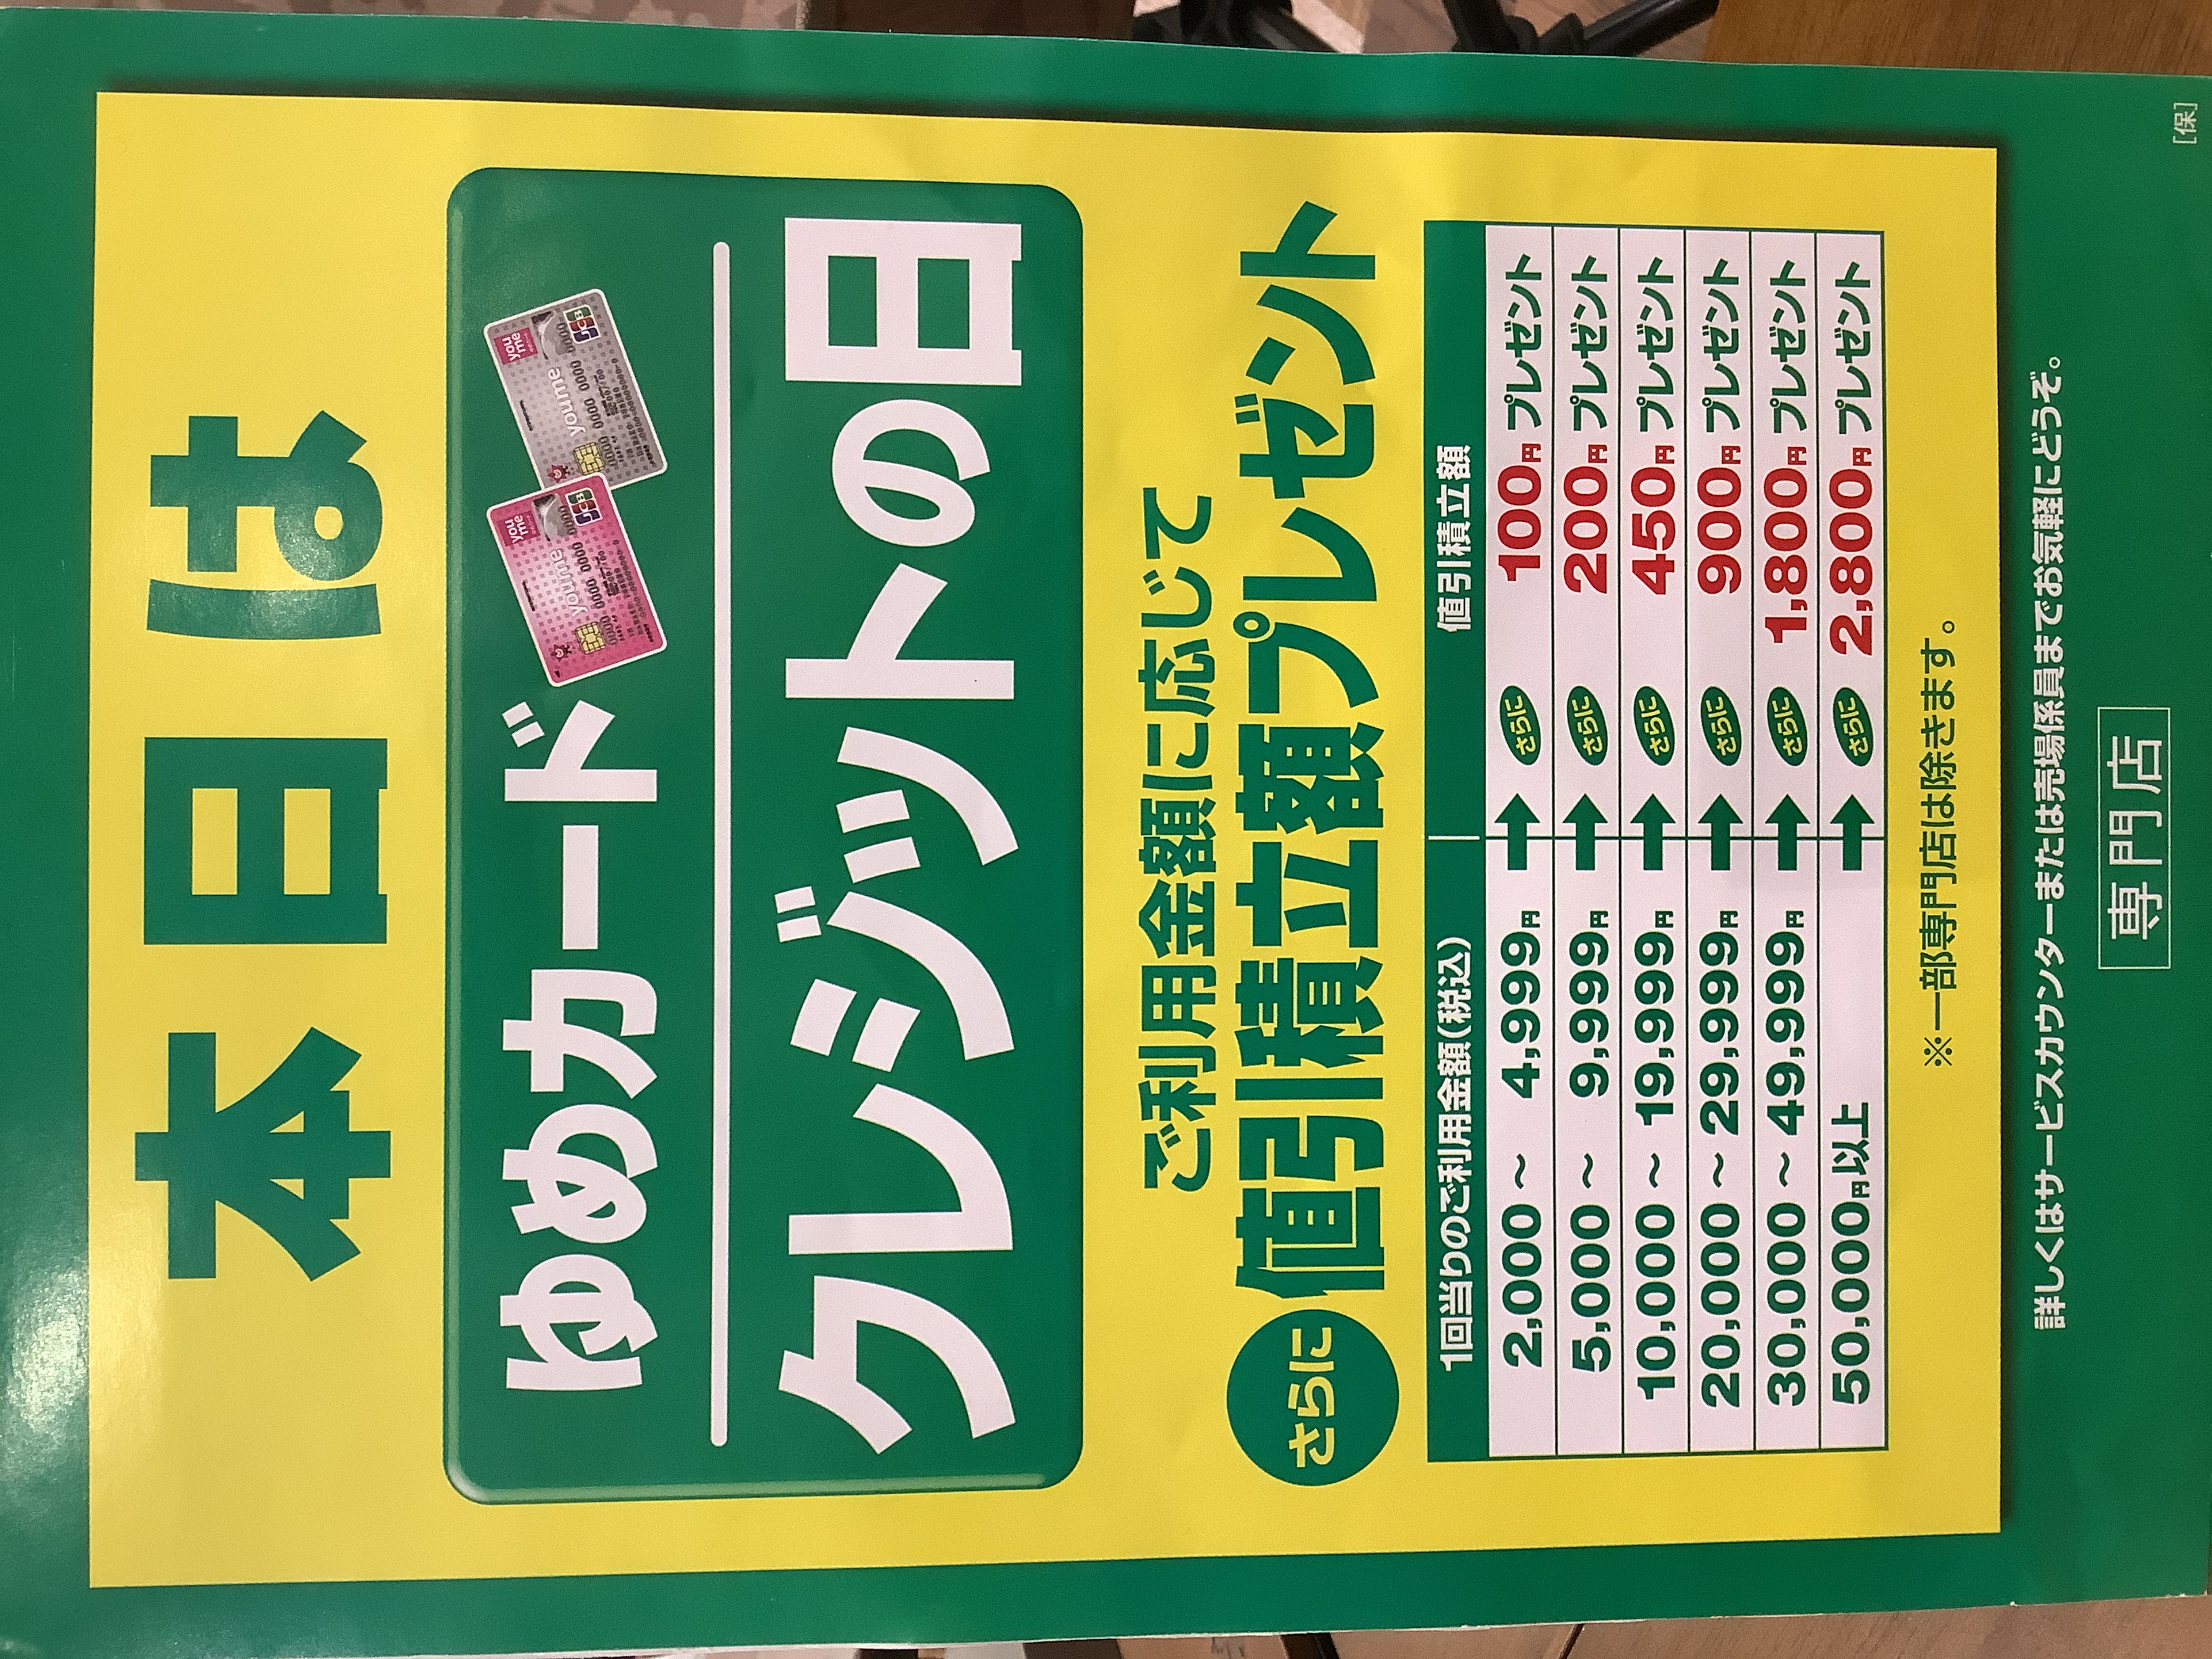 本日は
ゆめカード
クレジットの日
ご利用金額に応じて
さらに 値引積立額プレゼント
1回当りのご利用金額(税込) 値引積立額
2,000 ～ 4,999円 → さらに 100円 プレゼント
5,000 ～ 9,999円 → さらに 200円 プレゼント
10,000 ～ 19,999円 → さらに 450円 プレゼント
20,000 ～ 29,999円 → さらに 900円 プレゼント
30,000 ～ 49,999円 → さらに 1,800円 プレゼント
50,000円以上 → さらに 2,800円 プレゼント
※一部専門店は除きます。
詳しくはサービスカウンターまたは売場係員までお気軽にどうぞ。
専門店
[保]